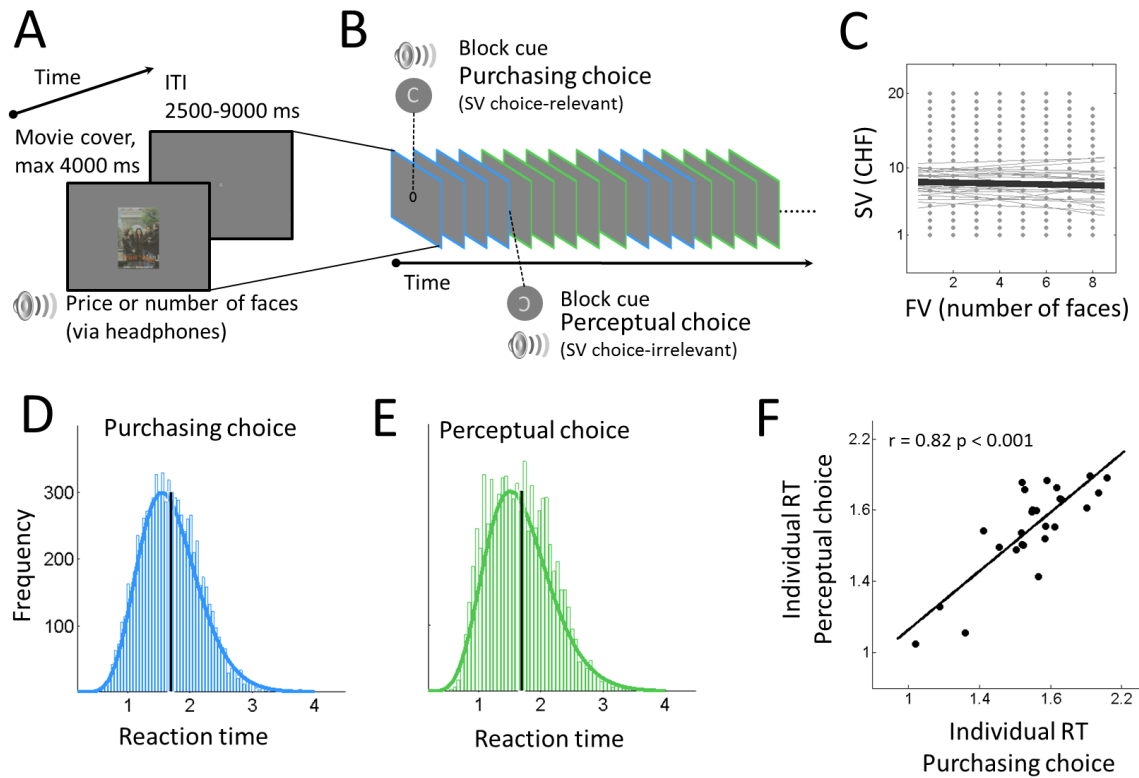 A
Time
ITI
2500-9000 ms
Movie cover,
max 4000 ms
Price or number of faces
(via headphones)
B
Block cue
Purchasing choice
(SV choice-relevant)
C
0
Time
Ɔ
Block cue
Perceptual choice
(SV choice-irrelevant)
C
SV (CHF)
20
10
1
2 4 6 8
FV (number of faces)
D
Purchasing choice
Frequency
300
200
100
1 2 3 4
Reaction time
E
Perceptual choice
1 2 3 4
Reaction time
F
r = 0.82 p < 0.001
Individual RT
Perceptual choice
2.2
1.6
1.4
1
1 1.4 1.6 2.2
Individual RT
Purchasing choice